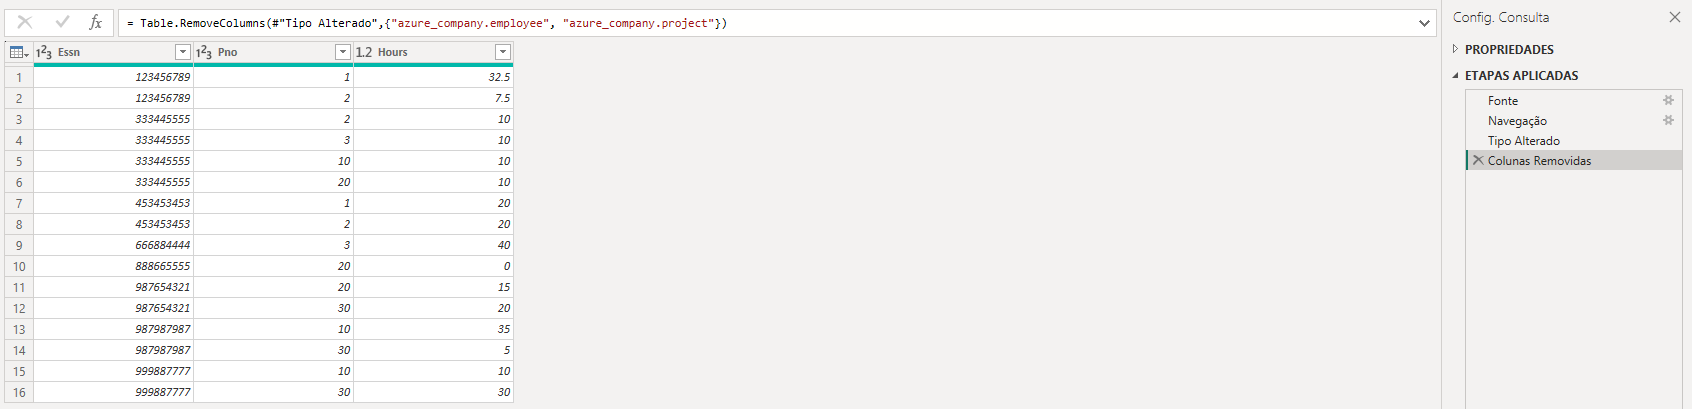 fx = Table.RemoveColumns(#"Tipo Alterado",{"azure_company.employee", "azure_company.project"})
123 Essn 123 Pno 1.2 Hours
1 123456789 1 32.5
2 123456789 2 7.5
3 333445555 2 10
4 333445555 3 10
5 333445555 10 10
6 333445555 20 10
7 453453453 1 20
8 453453453 2 20
9 666884444 3 40
10 888665555 20 0
11 987654321 20 15
12 987654321 30 20
13 987987987 10 35
14 987987987 30 5
15 999887777 10 10
16 999887777 30 30
Config. Consulta
PROPRIEDADES
ETAPAS APLICADAS
Fonte
Navegação
Tipo Alterado
Colunas Removidas